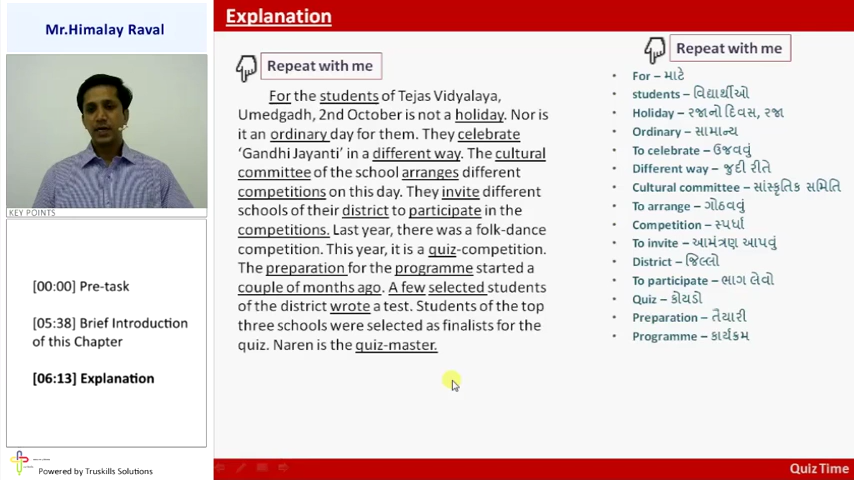 Mr.Himalay Raval
KEY POINTS
[00:00] Pre-task
[05:38] Brief Introduction
of this Chapter
[06:13] Explanation
Powered by Truskills Solutions
Explanation
Repeat with me
For the students of Tejas Vidyalaya,
Umedgadh, 2nd October is not a holiday. Nor is
it an ordinary day for them. They celebrate
‘Gandhi Jayanti’ in a different way. The cultural
committee of the school arranges different
competitions on this day. They invite different
schools of their district to participate in the
competitions. Last year, there was a folk-dance
competition. This year, it is a quiz-competition.
The preparation for the programme started a
couple of months ago. A few selected students
of the district wrote a test. Students of the top
three schools were selected as finalists for the
quiz. Naren is the quiz-master.
Repeat with me
• For – માટે
• students – વિદ્યાર્થીઓ
• Holiday – રજાનો દિવસ, રજા
• Ordinary – સામાન્ય
• To celebrate – ઉજવવું
• Different way – જુદી રીતે
• Cultural committee – સાંસ્કૃતિક સમિતિ
• To arrange – ગોઠવવું
• Competition – સ્પર્ધા
• To invite – આમંત્રણ આપવું
• District – જિલ્લો
• To participate – ભાગ લેવો
• Quiz – કોયડો
• Preparation – તૈયારી
• Programme – કાર્યક્રમ
Quiz Time